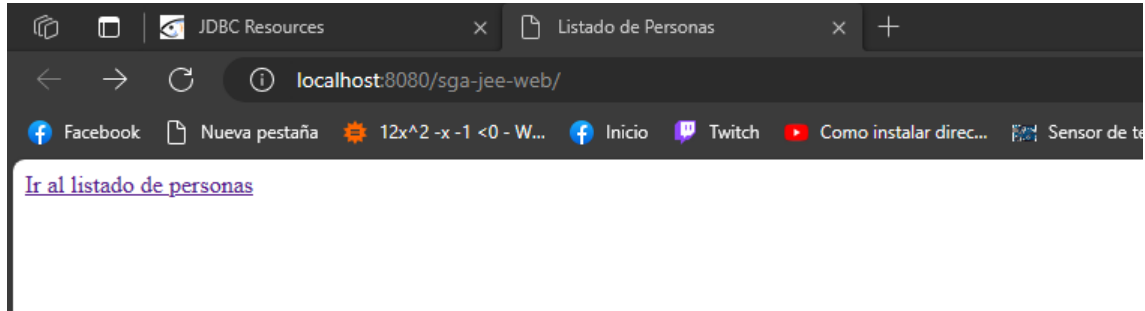 JDBC Resources Listado de Personas
localhost:8080/sga-jee-web/
Facebook Nueva pestaña 12x^2 -x -1 <0 - W... Inicio Twitch Como instalar direc... Sensor de te
Ir al listado de personas